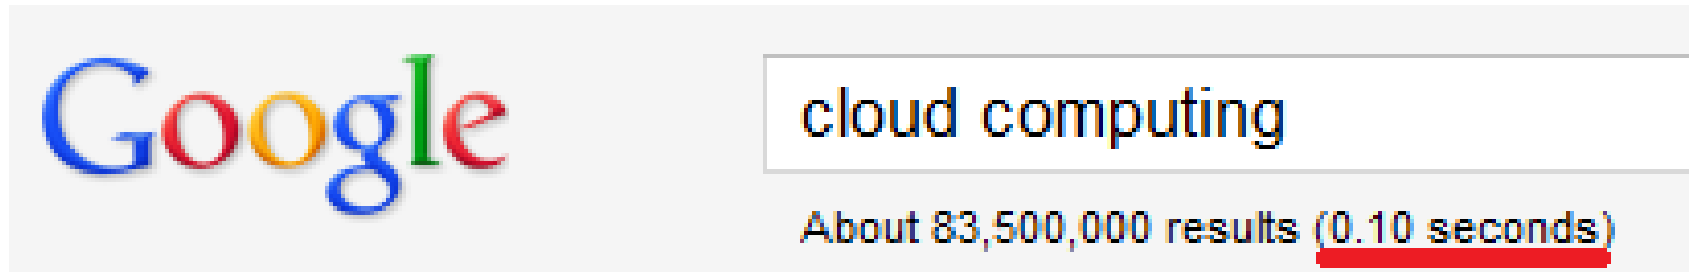 Google
cloud computing
About 83,500,000 results (0.10 seconds)